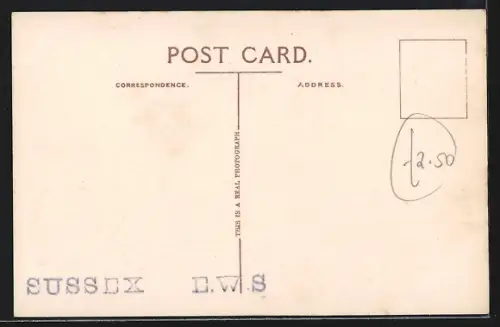 POST CARD.
CORRESPONDENCE.
ADDRESS.
THIS IS A REAL PHOTOGRAPH
2.50
SUSSEX E.W.S